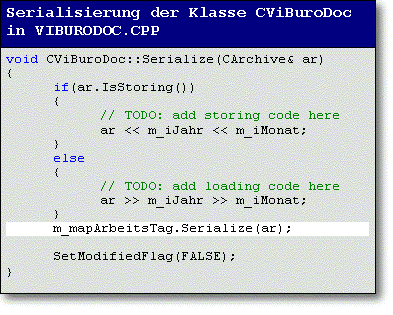 Serialisierung der Klasse CViBuroDoc
in VIBURODOC.CPP
void CViBuroDoc::Serialize(CArchive& ar)
{
if(ar.IsStoring())
{
// TODO: add storing code here
ar << m_iJahr << m_iMonat;
}
else
{
// TODO: add loading code here
ar >> m_iJahr >> m_iMonat;
}
m_mapArbeitsTag.Serialize(ar);
SetModifiedFlag(FALSE);
}